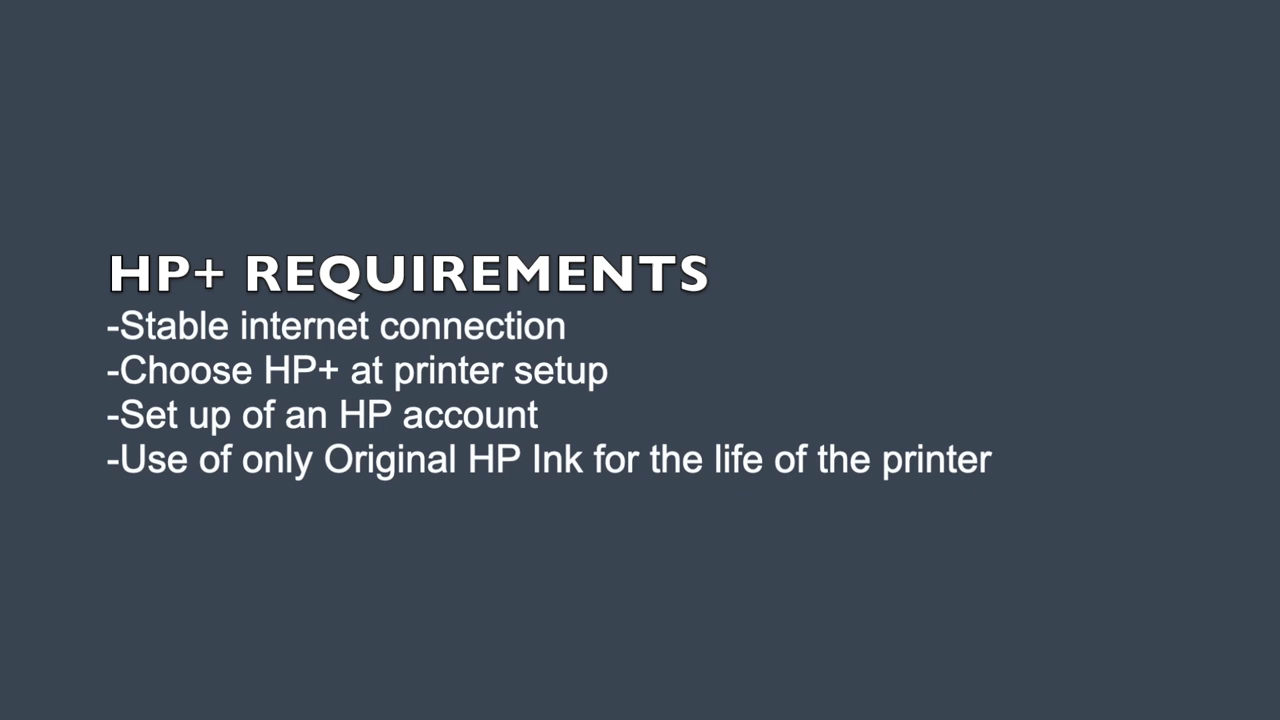 HP+ REQUIREMENTS
-Stable internet connection
-Choose HP+ at printer setup
-Set up of an HP account
-Use of only Original HP Ink for the life of the printer